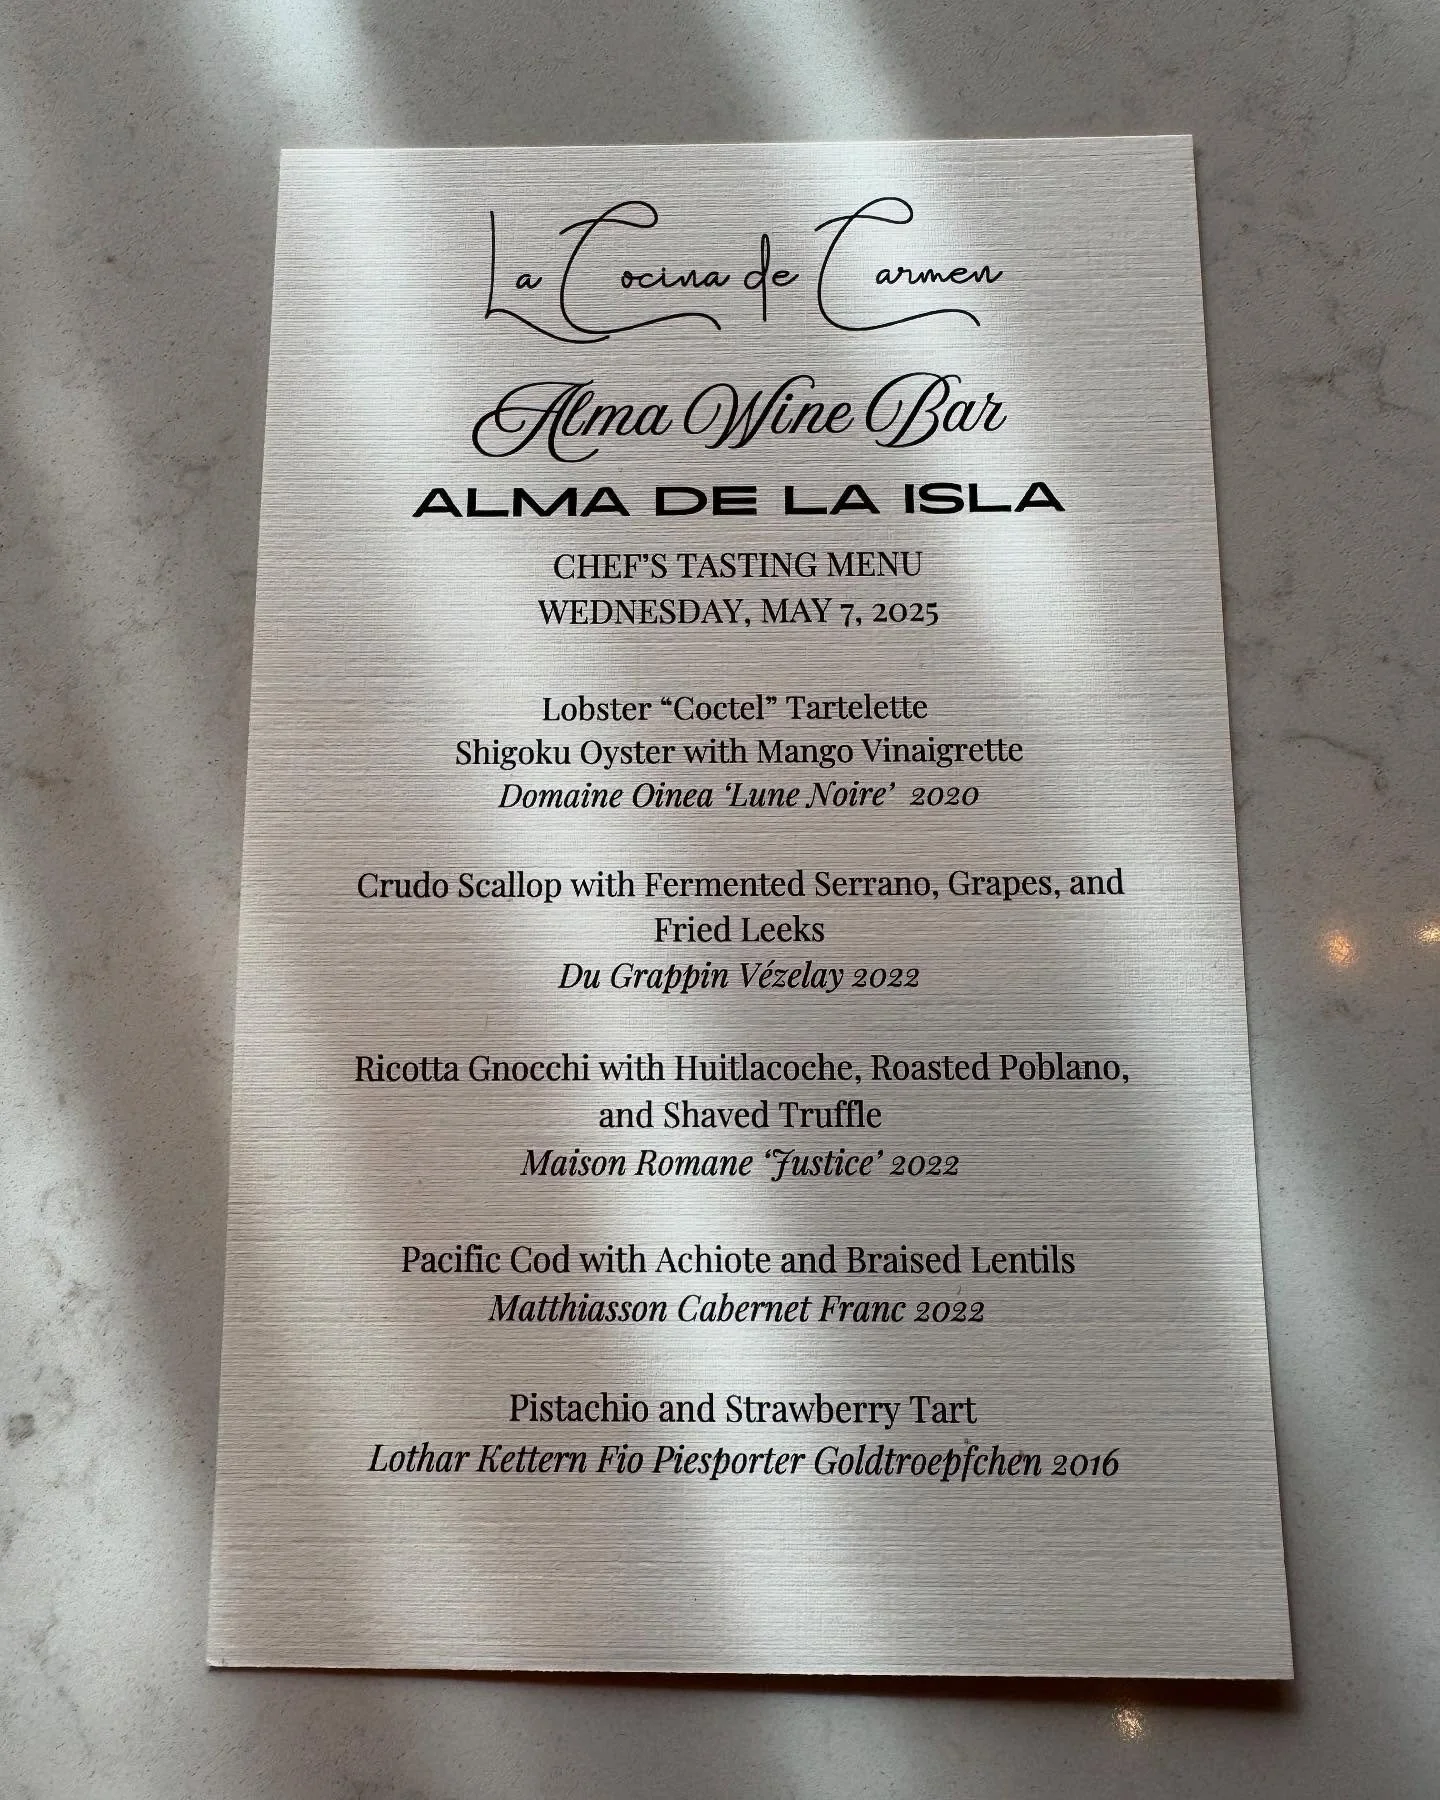 La Cocina de Carmen
Alma Wine Bar
ALMA DE LA ISLA
CHEF’S TASTING MENU
WEDNESDAY, MAY 7, 2025
Lobster “Coctel” Tartelette
Shigoku Oyster with Mango Vinaigrette
Domaine Oinea ‘Lune Noire’ 2020
Crudo Scallop with Fermented Serrano, Grapes, and
Fried Leeks
Du Grappin Vézelay 2022
Ricotta Gnocchi with Huitlacoche, Roasted Poblano,
and Shaved Truffle
Maison Romane ‘Justice’ 2022
Pacific Cod with Achiote and Braised Lentils
Matthiasson Cabernet Franc 2022
Pistachio and Strawberry Tart
Lothar Kettern Fio Piesporter Goldtroepfchen 2016